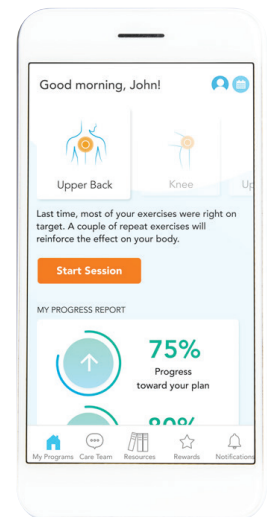 Good morning, John!
Upper Back
Knee
Up
Last time, most of your exercises were right on
target. A couple of repeat exercises will
reinforce the effect on your body.
Start Session
MY PROGRESS REPORT
75%
Progress
toward your plan
80%
My Programs
Care Team
Resources
Rewards
Notifications